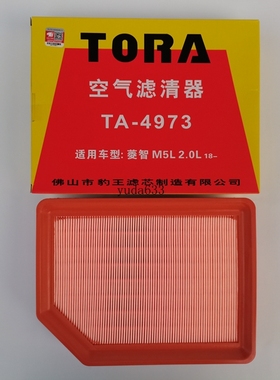 TORA
空气滤清器
TA-4973
适用车型: 菱智 M5L 2.0L 18~
佛山市豹王滤芯制造有限公司
yuda633